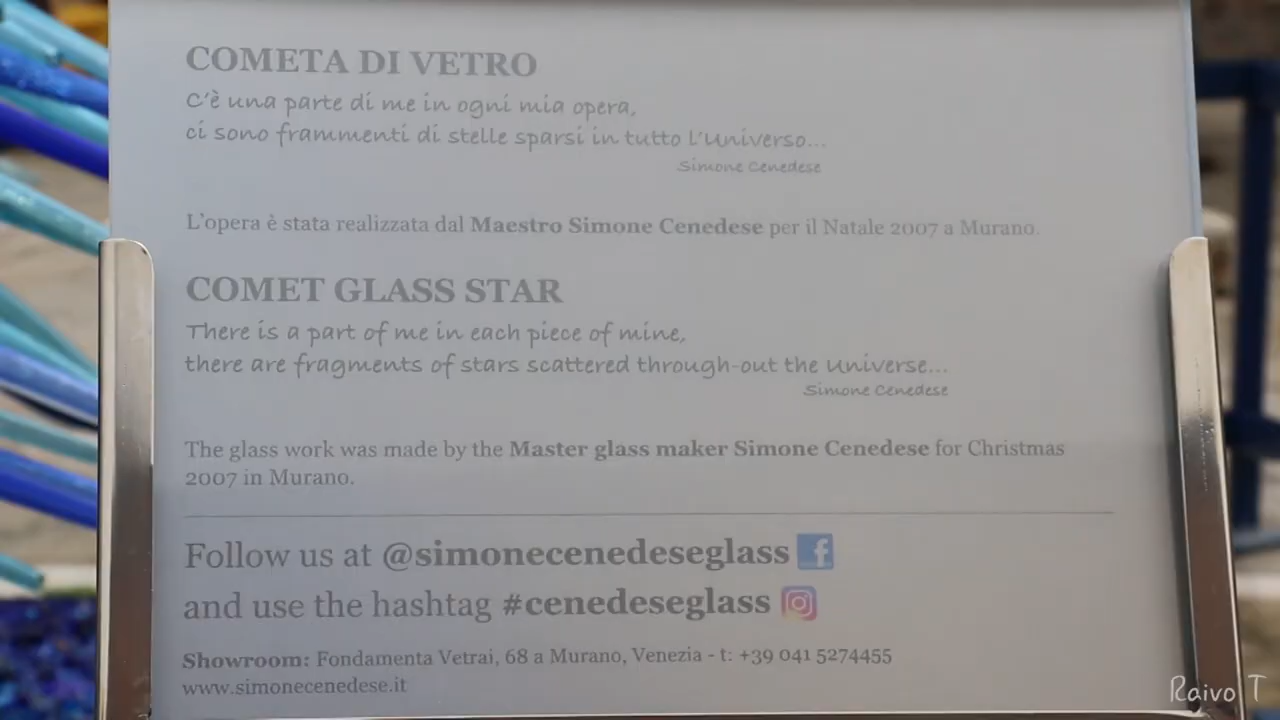 COMETA DI VETRO
C'è una parte di me in ogni mia opera,
ci sono frammenti di stelle sparsi in tutto l'Universo...
Simone Cenedese
L'opera è stata realizzata dal Maestro Simone Cenedese per il Natale 2007 a Murano.
COMET GLASS STAR
There is a part of me in each piece of mine,
there are fragments of stars scattered through-out the Universe...
Simone Cenedese
The glass work was made by the Master glass maker Simone Cenedese for Christmas
2007 in Murano.
Follow us at @simonecenedeseglass f
and use the hashtag #cenedeseglass
Showroom: Fondamenta Vetrai, 68 a Murano, Venezia - t: +39 041 5274455
www.simonecenedese.it
Raivo T